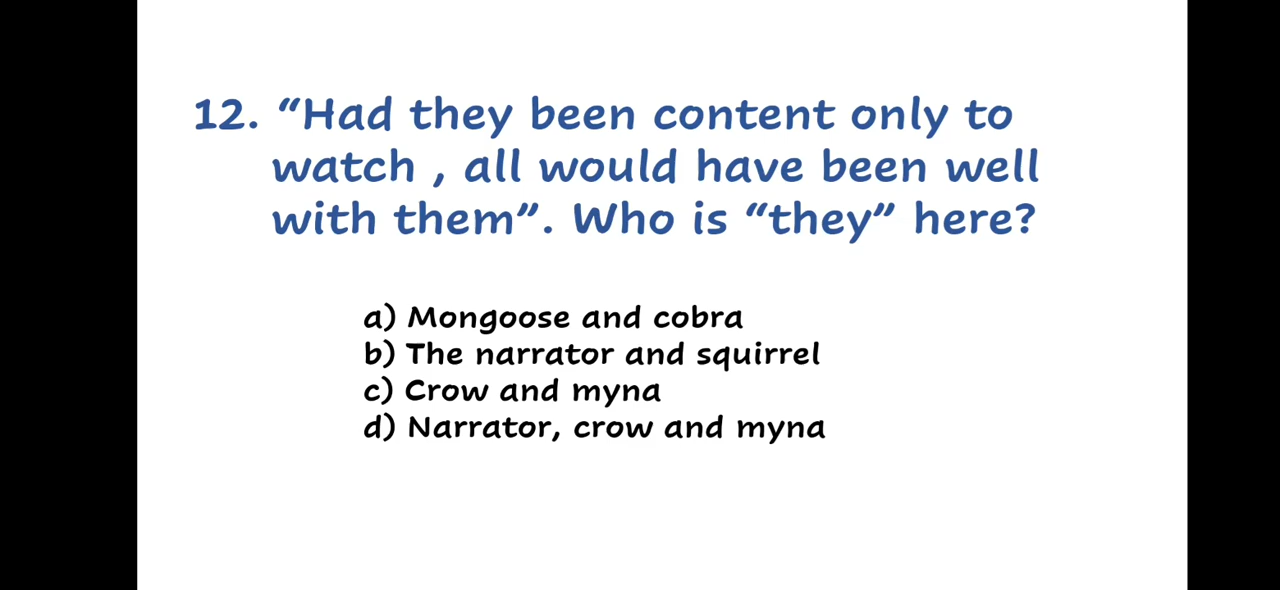 12. “Had they been content only to
watch , all would have been well
with them”. Who is “they” here?
a) Mongoose and cobra
b) The narrator and squirrel
c) Crow and myna
d) Narrator, crow and myna